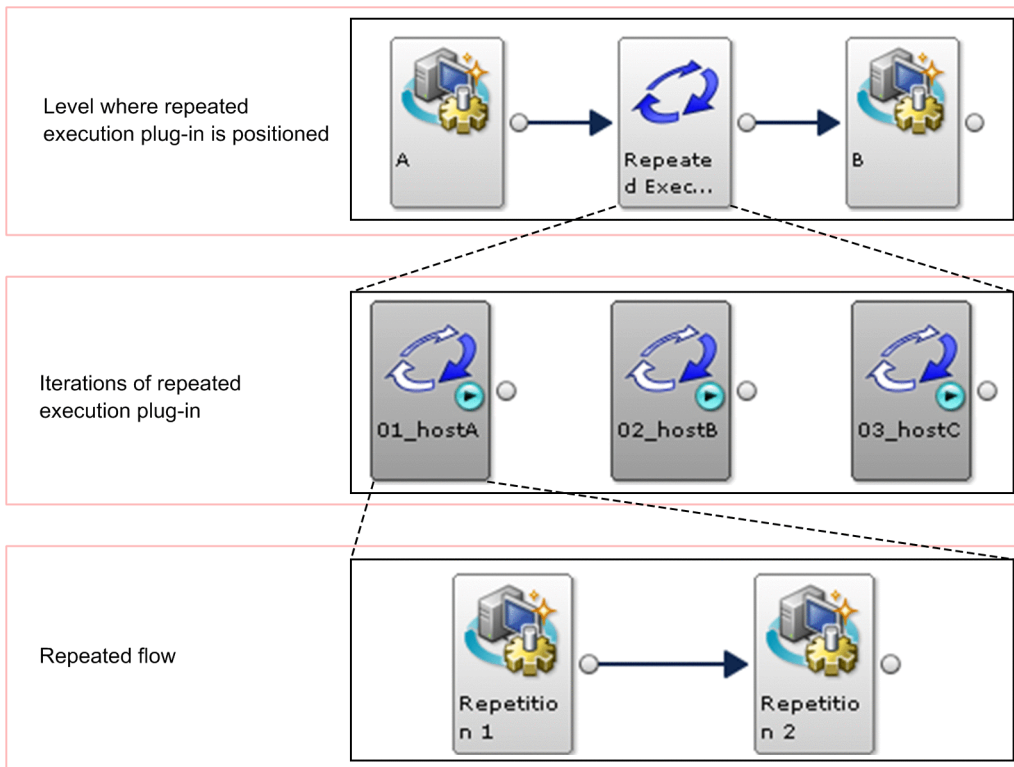 Level where repeated
execution plug-in is positioned
A
Repeate
d Exec...
B
Iterations of repeated
execution plug-in
01_hostA
02_hostB
03_hostC
Repeated flow
Repetitio
n 1
Repetitio
n 2